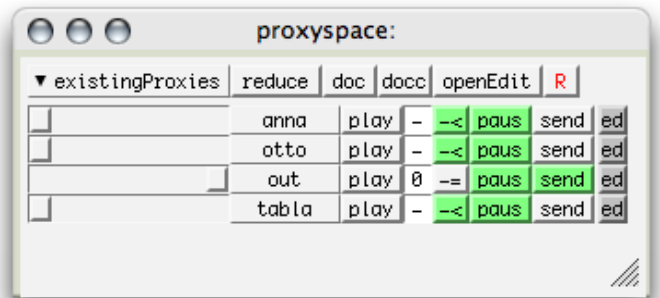 proxyspace:
▼ existingProxies reduce doc docc openEdit R
anna play - -< paus send ed
otto play - -< paus send ed
out play 0 -= paus send ed
tabla play - -< paus send ed